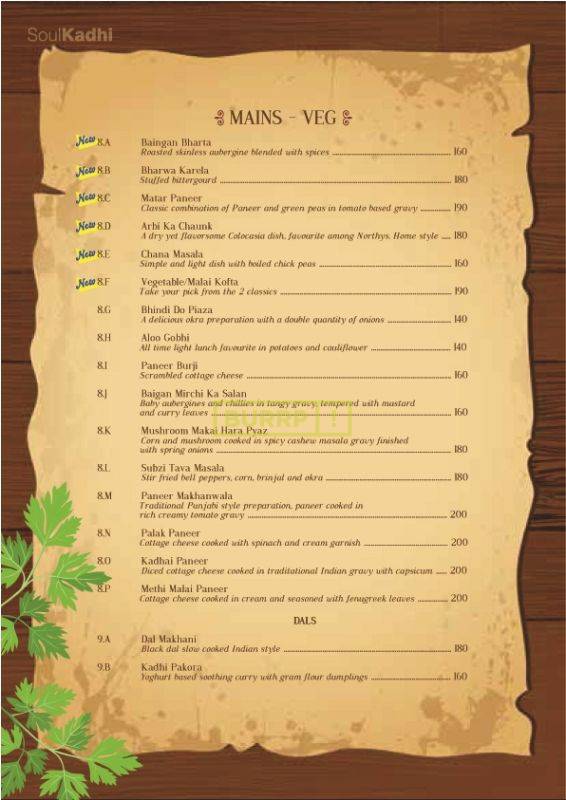 SoulKadhi
MAINS - VEG
New 8.A Baingan Bharta
Roasted skinless aubergine blended with spices 160
New 8.B Bharwa Karela
Stuffed bittergourd 180
New 8.C Matar Paneer
Classic combination of Paneer and green peas in tomato based gravy 190
New 8.D Arbi Ka Chaunk
A dry yet flavorsome Colocasia dish, favourite among Northys. Home style 180
New 8.E Chana Masala
Simple and light dish with boiled chick peas 160
New 8.F Vegetable/Malai Kofta
Take your pick from the 2 classics 190
8.G Bhindi Do Piaza
A delicious okra preparation with a double quantity of onions 140
8.H Aloo Gobhi
All time light lunch favourite in potatoes and cauliflower 140
8.I Paneer Burji
Scrambled cottage cheese 160
8.J Baigan Mirchi Ka Salan
Baby aubergines and chillies in tangy gravy, tempered with mustard
and curry leaves 160
BURRP!
8.K Mushroom Makai Hara Pyaz
Corn and mushroom cooked in spicy cashew masala gravy finished
with spring onions 180
8.L Subzi Tava Masala
Stir fried bell peppers, corn, brinjal and okra 180
8.M Paneer Makhanwala
Traditional Punjabi style preparation, paneer cooked in
rich creamy tomato gravy 200
8.N Palak Paneer
Cottage cheese cooked with spinach and cream garnish 200
8.O Kadhai Paneer
Diced cottage cheese cooked in traditational Indian gravy with capsicum 200
8.P Methi Malai Paneer
Cottage cheese cooked in cream and seasoned with fenugreek leaves 200
DALS
9.A Dal Makhani
Black dal slow cooked Indian style 180
9.B Kadhi Pakora
Yoghurt based soothing curry with gram flour dumplings 160